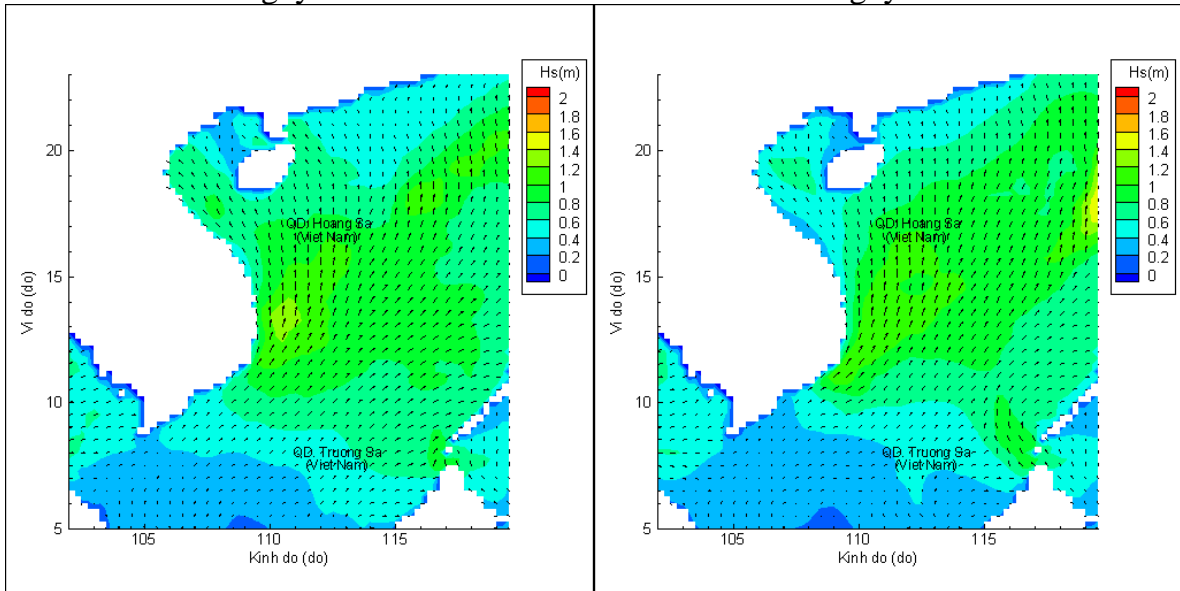 Hs(m)
2
1.8
1.6
1.4
1.2
1
0.8
0.6
0.4
0.2
0
20
15
10
5
Vi do (do)
QD. Hoang Sa
(Viet Nam)
QD. Truong Sa
(Viet Nam)
105 110 115
Kinh do (do)
Hs(m)
2
1.8
1.6
1.4
1.2
1
0.8
0.6
0.4
0.2
0
20
15
10
5
Vi do (do)
QD. Hoang Sa
(Viet Nam)
QD. Truong Sa
(Viet Nam)
105 110 115
Kinh do (do)